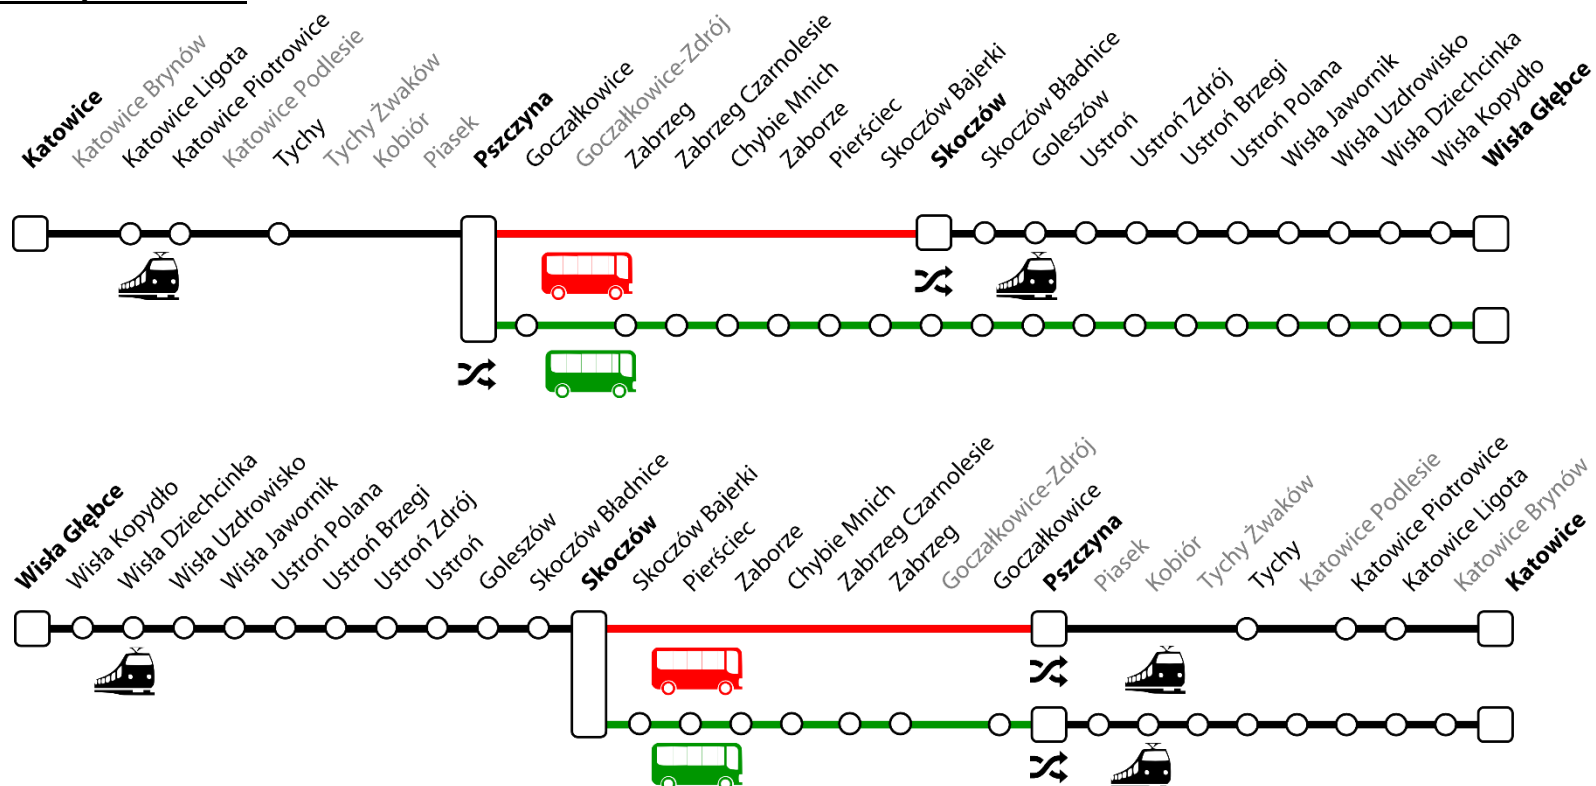 Katowice
Katowice Brynów
Katowice Ligota
Katowice Piotrowice
Katowice Podlesie
Tychy
Tychy Żwaków
Kobiór
Piasek
Pszczyna
Goczałkowice
Goczałkowice-Zdrój
Zabrzeg
Zabrzeg Czarnolesie
Chybie Mnich
Zaborze
Pierściec
Skoczów Bajerki
Skoczów
Skoczów Bładnice
Goleszów
Ustroń
Ustroń Zdrój
Ustroń Brzegi
Ustroń Polana
Wisła Jawornik
Wisła Uzdrowisko
Wisła Dziechcinka
Wisła Kopydło
Wisła Głębce
Wisła Głębce
Wisła Kopydło
Wisła Dziechcinka
Wisła Uzdrowisko
Wisła Jawornik
Ustroń Polana
Ustroń Brzegi
Ustroń Zdrój
Ustroń
Goleszów
Skoczów Bładnice
Skoczów
Skoczów Bajerki
Pierściec
Zaborze
Chybie Mnich
Zabrzeg Czarnolesie
Zabrzeg
Goczałkowice-Zdrój
Goczałkowice
Pszczyna
Piasek
Kobiór
Tychy Żwaków
Tychy
Katowice Podlesie
Katowice Piotrowice
Katowice Ligota
Katowice Brynów
Katowice